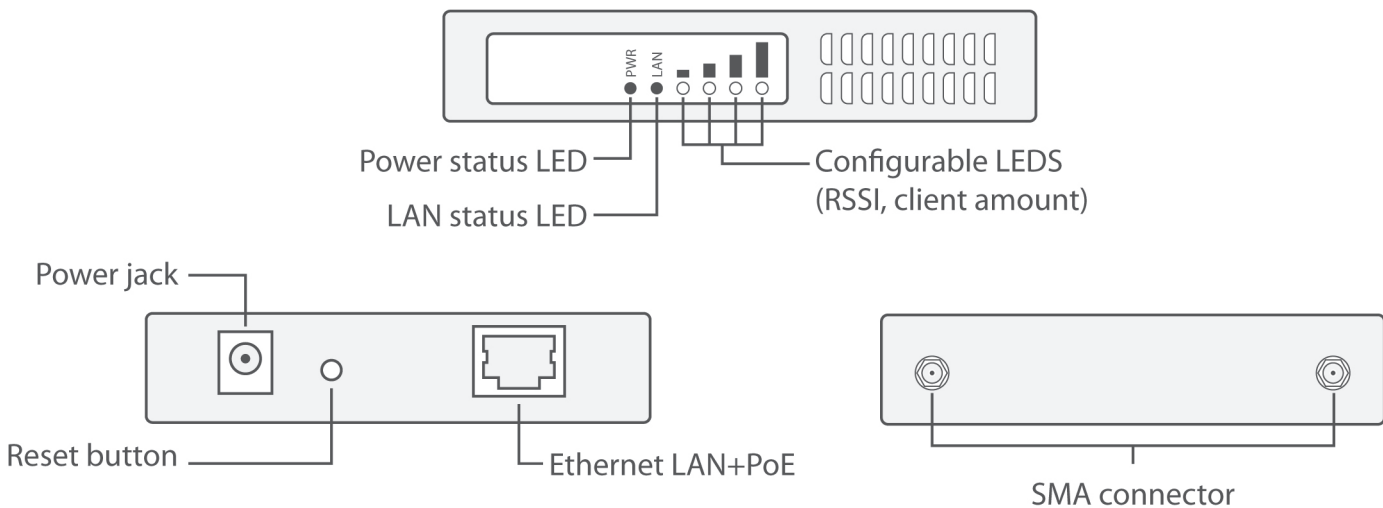 PWR
LAN
Power status LED
LAN status LED
Configurable LEDS
(RSSI, client amount)
Power jack
Reset button
Ethernet LAN+PoE
SMA connector